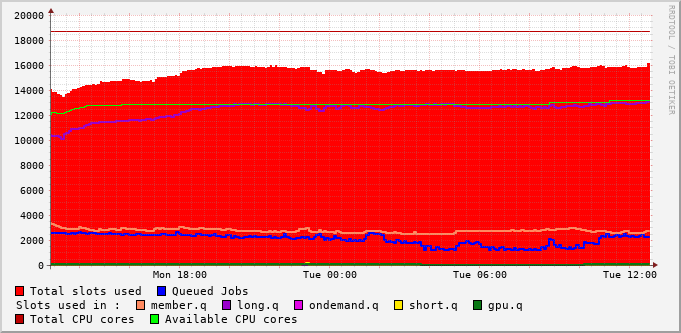 20000
18000
16000
14000
12000
10000
8000
6000
4000
2000
0
Mon 18:00 Tue 00:00 Tue 06:00 Tue 12:00
Total slots used Queued Jobs
Slots used in : member.q long.q ondemand.q short.q gpu.q
Total CPU cores Available CPU cores
RRDTOOL / TOBI OETIKER